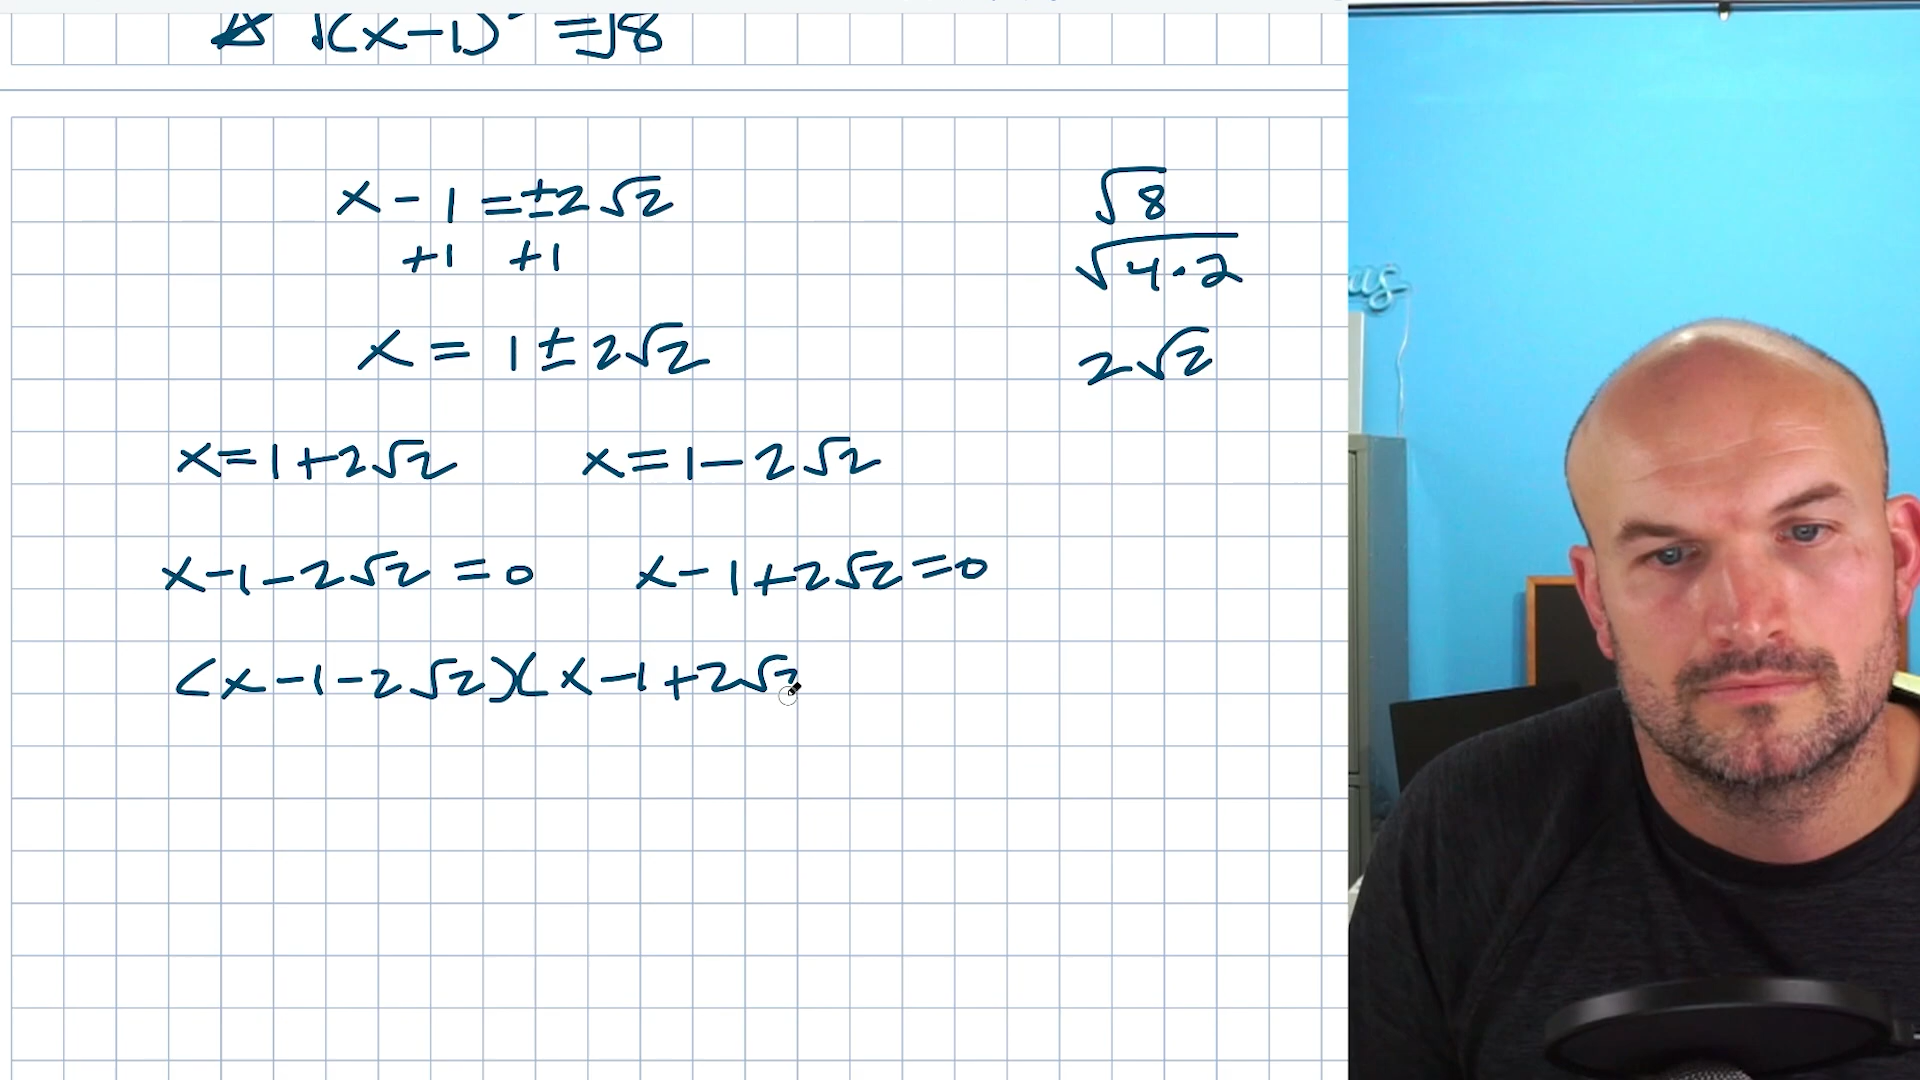 √(x-1)² = √8
x - 1 = ±2√2
+1 +1
x = 1 ± 2√2
x = 1 + 2√2 x = 1 - 2√2
x - 1 - 2√2 = 0 x - 1 + 2√2 = 0
(x - 1 - 2√2)(x - 1 + 2√2
√8
√4·2
2√2